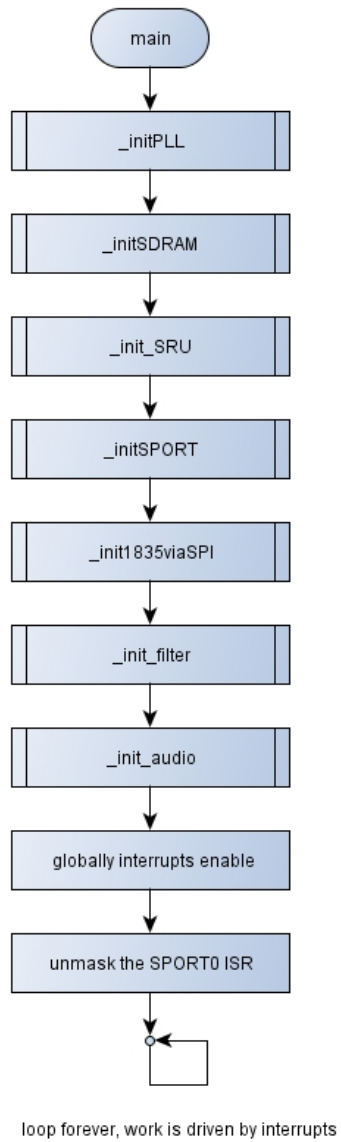 main
_initPLL
_initSDRAM
_init_SRU
_initSPORT
_init1835viaSPI
_init_filter
_init_audio
globally interrupts enable
unmask the SPORT0 ISR
loop forever, work is driven by interrupts